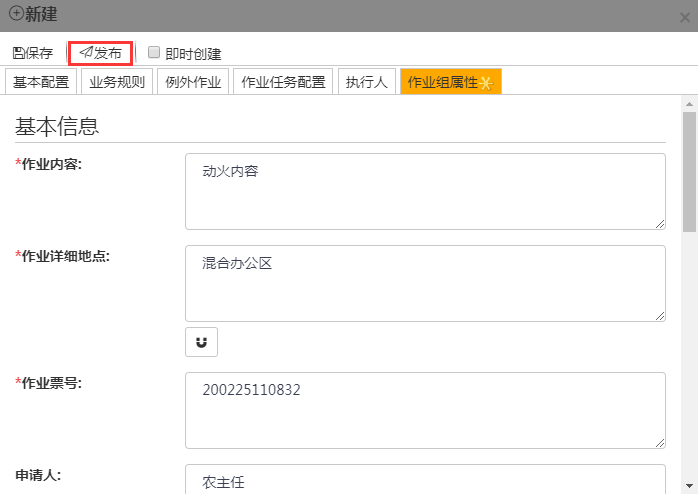 新建
保存 发布 即时创建
基本配置 业务规则 例外作业 作业任务配置 执行人 作业组属性
基本信息
*作业内容: 动火内容
*作业详细地点: 混合办公区
*作业票号: 200225110832
申请人: 农主任